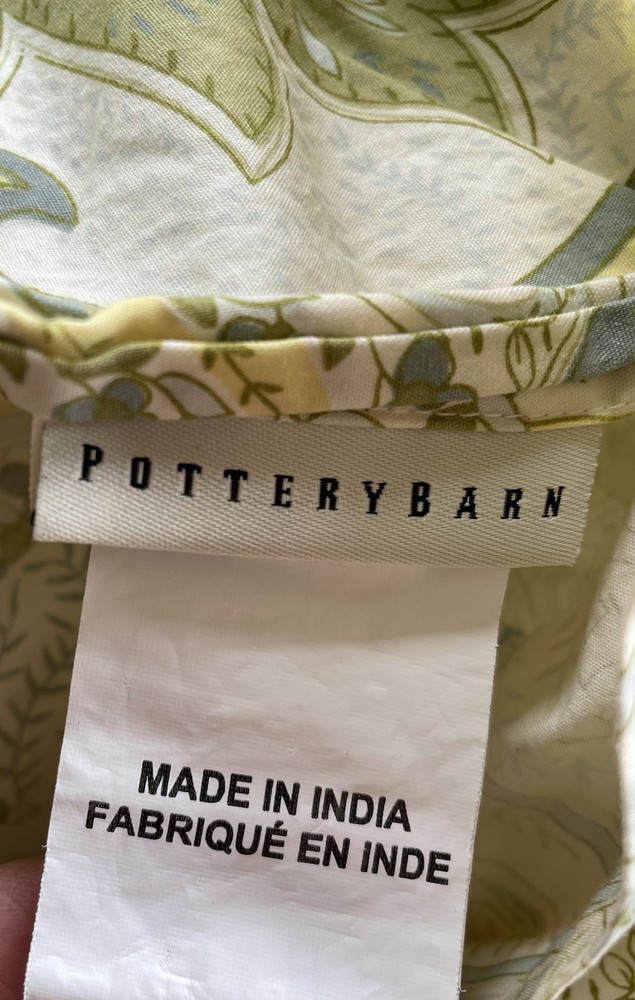 POTTERYBARN
MADE IN INDIA
FABRIQUÉ EN INDE